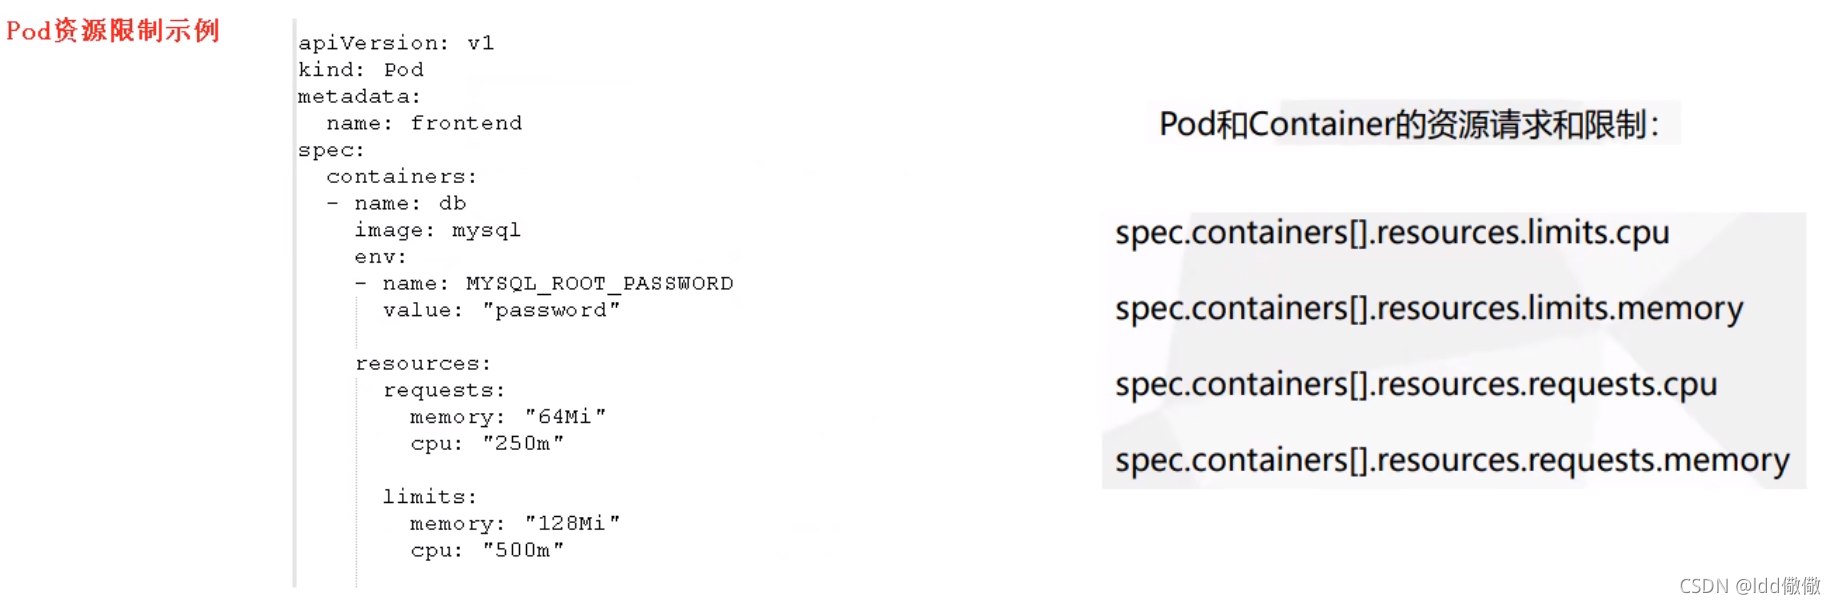 Pod资源限制示例
apiVersion: v1
kind: Pod
metadata:
  name: frontend
spec:
  containers:
  - name: db
    image: mysql
    env:
    - name: MYSQL_ROOT_PASSWORD
      value: "password"
    resources:
      requests:
        memory: "64Mi"
        cpu: "250m"
      limits:
        memory: "128Mi"
        cpu: "500m"
Pod和Container的资源请求和限制：
spec.containers[].resources.limits.cpu
spec.containers[].resources.limits.memory
spec.containers[].resources.requests.cpu
spec.containers[].resources.requests.memory
CSDN @ldd儆儆